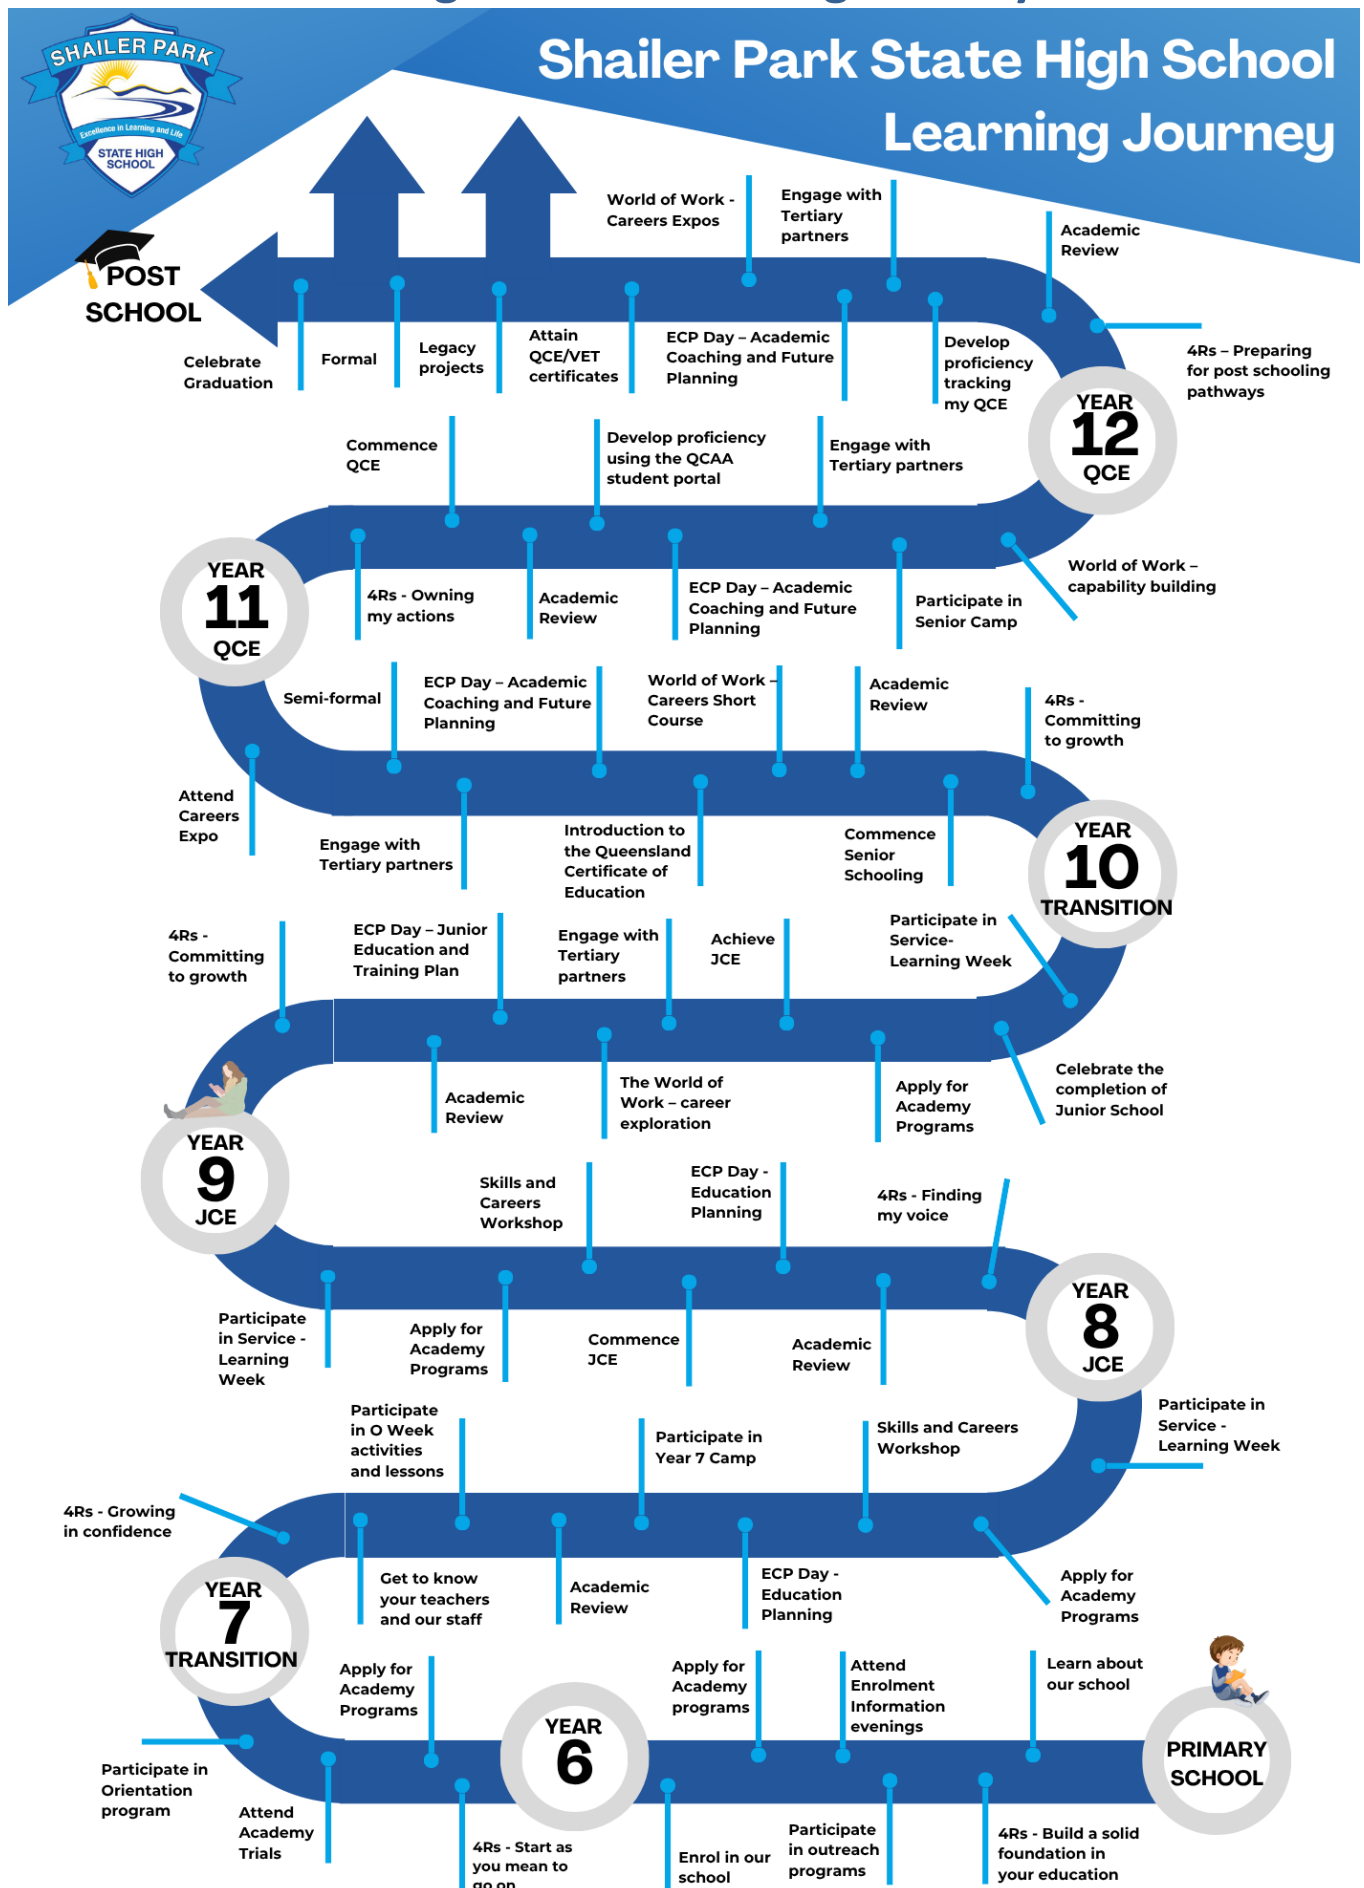 SHAILER PARK
Excellence in Learning and Life
STATE HIGH
SCHOOL
Shailer Park State High School
Learning Journey
POST
SCHOOL
World of Work -
Careers Expos
Engage with
Tertiary
partners
Academic
Review
Celebrate
Graduation
Formal
Legacy
projects
Attain
QCE/VET
certificates
ECP Day – Academic
Coaching and Future
Planning
Develop
proficiency
tracking
my QCE
4Rs – Preparing
for post schooling
pathways
YEAR
12
QCE
Commence
QCE
Develop proficiency
using the QCAA
student portal
Engage with
Tertiary partners
World of Work –
capability building
YEAR
11
QCE
4Rs - Owning
my actions
Academic
Review
ECP Day – Academic
Coaching and Future
Planning
Participate in
Senior Camp
Semi-formal
ECP Day – Academic
Coaching and Future
Planning
World of Work –
Careers Short
Course
Academic
Review
4Rs -
Committing
to growth
Attend
Careers
Expo
Engage with
Tertiary partners
Introduction to
the Queensland
Certificate of
Education
Commence
Senior
Schooling
YEAR
10
TRANSITION
4Rs -
Committing
to growth
ECP Day – Junior
Education and
Training Plan
Engage with
Tertiary
partners
Achieve
JCE
Participate in
Service-
Learning Week
Academic
Review
The World of
Work – career
exploration
Apply for
Academy
Programs
Celebrate the
completion of
Junior School
YEAR
9
JCE
Skills and
Careers
Workshop
ECP Day -
Education
Planning
4Rs - Finding
my voice
Participate
in Service -
Learning
Week
Apply for
Academy
Programs
Commence
JCE
Academic
Review
YEAR
8
JCE
Participate in
Service -
Learning Week
Participate
in O Week
activities
and lessons
Participate in
Year 7 Camp
Skills and Careers
Workshop
4Rs - Growing
in confidence
Get to know
your teachers
and our staff
Academic
Review
ECP Day -
Education
Planning
Apply for
Academy
Programs
YEAR
7
TRANSITION
Apply for
Academy
Programs
YEAR
6
Apply for
Academy
programs
Attend
Enrolment
Information
evenings
Learn about
our school
PRIMARY
SCHOOL
Participate in
Orientation
program
Attend
Academy
Trials
4Rs - Start as
you mean to
go on
Enrol in our
school
Participate
in outreach
programs
4Rs - Build a solid
foundation in
your education